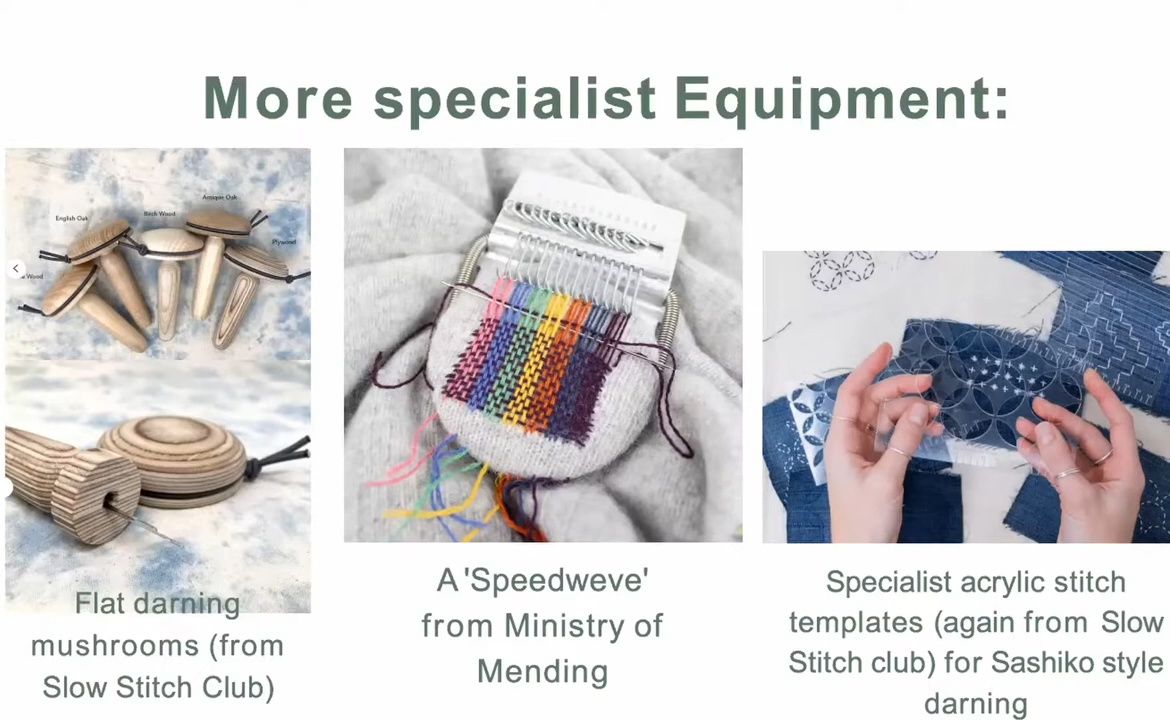 More specialist Equipment:
English Oak
Birch Wood
Antique Oak
Plywood
Wood
Flat darning
mushrooms (from
Slow Stitch Club)
A 'Speedweve'
from Ministry of
Mending
Specialist acrylic stitch
templates (again from Slow
Stitch club) for Sashiko style
darning